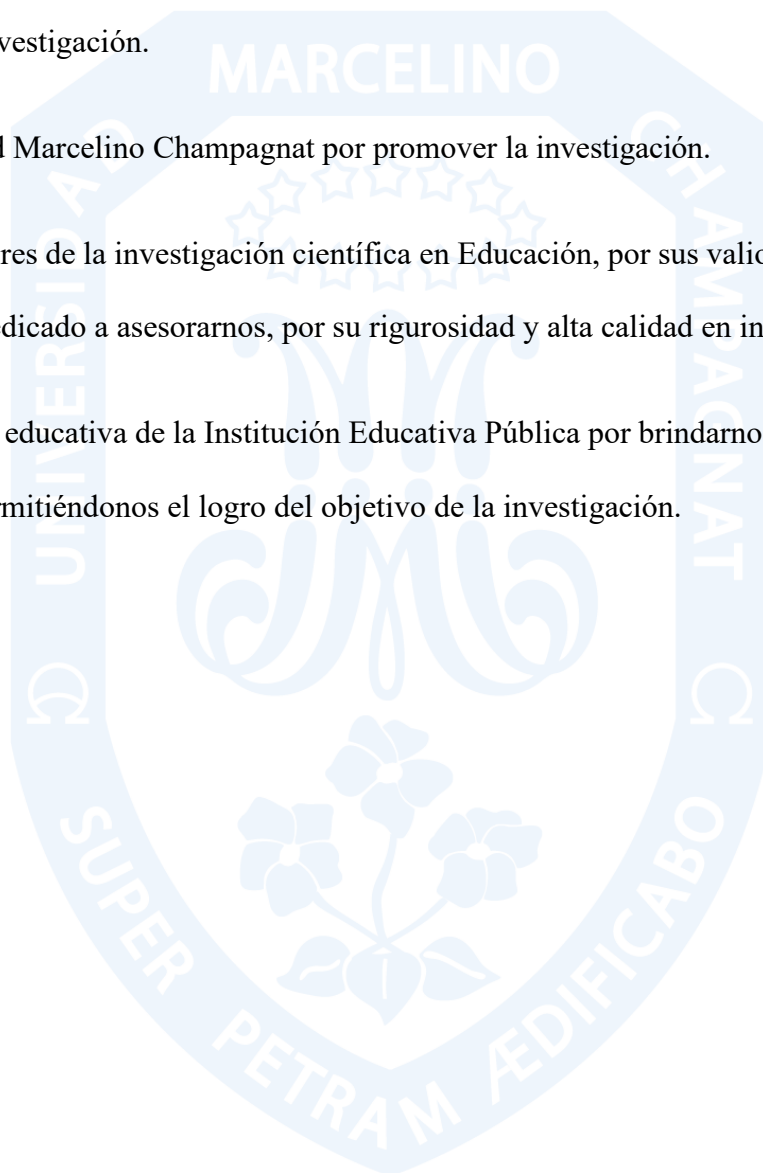 vestigación.
MARCELINO
d Marcelino Champagnat por promover la investigación.
res de la investigación científica en Educación, por sus valio
edicado a asesorarnos, por su rigurosidad y alta calidad en in
educativa de la Institución Educativa Pública por brindarno
rmitiéndonos el logro del objetivo de la investigación.
UNIVERSIDAD
CHAMPAGNAT
Ω
SUPER PETRAM ÆDIFICABO